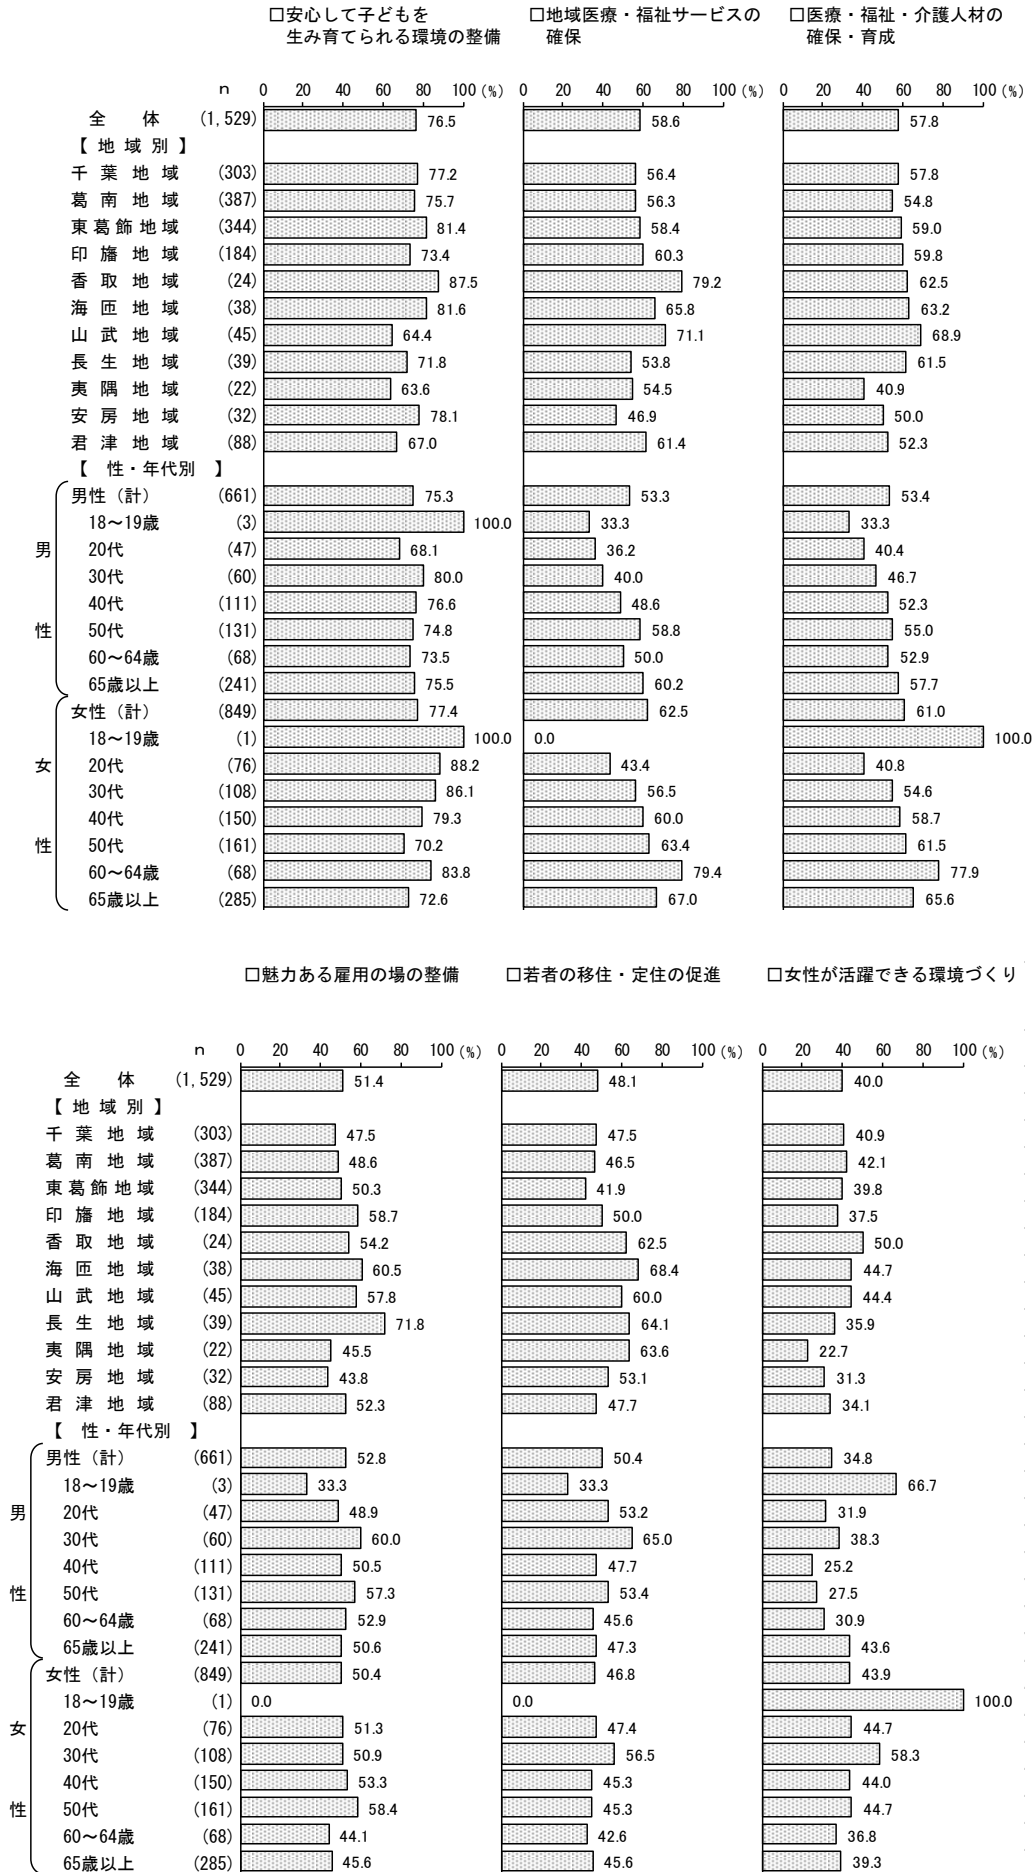 □安心して子どもを 生み育てられる環境の整備
□地域医療・福祉サービスの 確保
□医療・福祉・介護人材の 確保・育成
n 0 20 40 60 80 100 (%) 0 20 40 60 80 100 (%) 0 20 40 60 80 100 (%)
全 体 (1,529) 76.5 58.6 57.8
【 地 域 別 】
千 葉 地 域 (303) 77.2 56.4 57.8
葛 南 地 域 (387) 75.7 56.3 54.8
東 葛 飾 地 域 (344) 81.4 58.4 59.0
印 旛 地 域 (184) 73.4 60.3 59.8
香 取 地 域 (24) 87.5 79.2 62.5
海 匝 地 域 (38) 81.6 65.8 63.2
山 武 地 域 (45) 64.4 71.1 68.9
長 生 地 域 (39) 71.8 53.8 61.5
夷 隅 地 域 (22) 63.6 54.5 40.9
安 房 地 域 (32) 78.1 46.9 50.0
君 津 地 域 (88) 67.0 61.4 52.3
【 性・年代別 】
男性(計) (661) 75.3 53.3 53.4
18〜19歳 (3) 100.0 33.3 33.3
男 20代 (47) 68.1 36.2 40.4
30代 (60) 80.0 40.0 46.7
40代 (111) 76.6 48.6 52.3
性 50代 (131) 74.8 58.8 55.0
60〜64歳 (68) 73.5 50.0 52.9
65歳以上 (241) 75.5 60.2 57.7
女性(計) (849) 77.4 62.5 61.0
18〜19歳 (1) 100.0 0.0 100.0
女 20代 (76) 88.2 43.4 40.8
30代 (108) 86.1 56.5 54.6
40代 (150) 79.3 60.0 58.7
性 50代 (161) 70.2 63.4 61.5
60〜64歳 (68) 83.8 79.4 77.9
65歳以上 (285) 72.6 67.0 65.6
□魅力ある雇用の場の整備 □若者の移住・定住の促進 □女性が活躍できる環境づくり
n 0 20 40 60 80 100 (%) 0 20 40 60 80 100 (%) 0 20 40 60 80 100 (%)
全 体 (1,529) 51.4 48.1 40.0
【 地 域 別 】
千 葉 地 域 (303) 47.5 47.5 40.9
葛 南 地 域 (387) 48.6 46.5 42.1
東 葛 飾 地 域 (344) 50.3 41.9 39.8
印 旛 地 域 (184) 58.7 50.0 37.5
香 取 地 域 (24) 54.2 62.5 50.0
海 匝 地 域 (38) 60.5 68.4 44.7
山 武 地 域 (45) 57.8 60.0 44.4
長 生 地 域 (39) 71.8 64.1 35.9
夷 隅 地 域 (22) 45.5 63.6 22.7
安 房 地 域 (32) 43.8 53.1 31.3
君 津 地 域 (88) 52.3 47.7 34.1
【 性・年代別 】
男性(計) (661) 52.8 50.4 34.8
18〜19歳 (3) 33.3 33.3 66.7
男 20代 (47) 48.9 53.2 31.9
30代 (60) 60.0 65.0 38.3
40代 (111) 50.5 47.7 25.2
性 50代 (131) 57.3 53.4 27.5
60〜64歳 (68) 52.9 45.6 30.9
65歳以上 (241) 50.6 47.3 43.6
女性(計) (849) 50.4 46.8 43.9
18〜19歳 (1) 0.0 0.0 100.0
女 20代 (76) 51.3 47.4 44.7
30代 (108) 50.9 56.5 58.3
40代 (150) 53.3 45.3 44.0
性 50代 (161) 58.4 45.3 44.7
60〜64歳 (68) 44.1 42.6 36.8
65歳以上 (285) 45.6 45.6 39.3